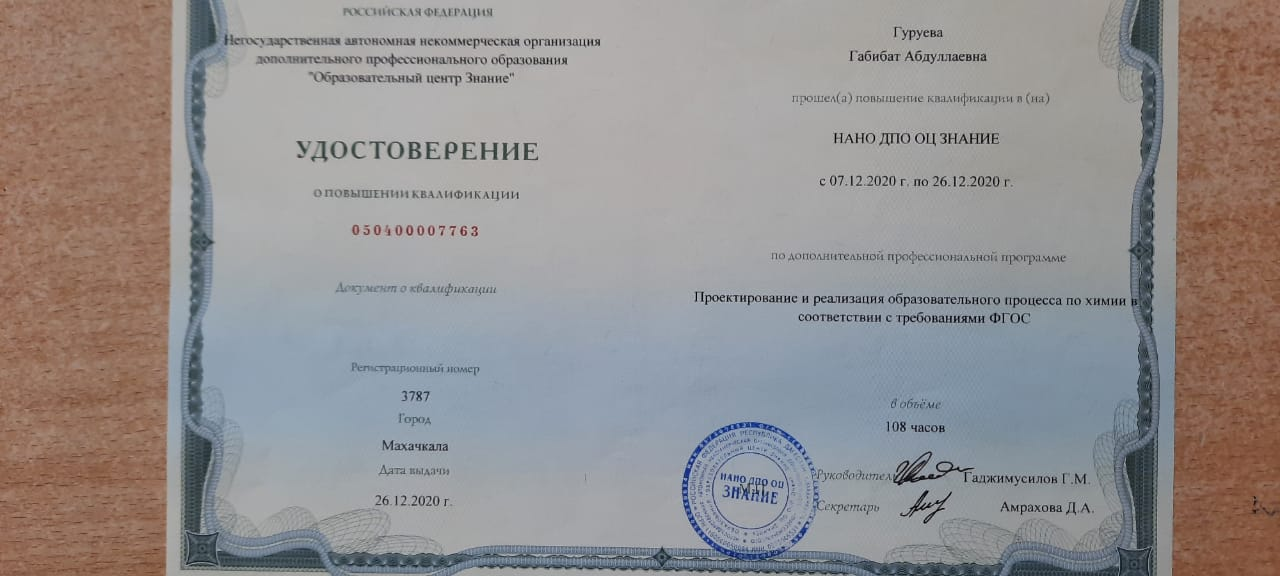 РОССИЙСКАЯ ФЕДЕРАЦИЯ
Негосударственная автономная некоммерческая организация
дополнительного профессионального образования
"Образовательный центр Знание"
УДОСТОВЕРЕНИЕ
О ПОВЫШЕНИИ КВАЛИФИКАЦИИ
050400007763
Документ о квалификации
Регистрационный номер
3787
Город
Махачкала
Дата выдачи
26.12.2020 г.
Гуруева
Габибат Абдуллаевна
прошел(а) повышение квалификации в (на)
НАНО ДПО ОЦ ЗНАНИЕ
с 07.12.2020 г. по 26.12.2020 г.
по дополнительной профессиональной программе
Проектирование и реализация образовательного процесса по химии в
соответствии с требованиями ФГОС
в объёме
108 часов
Руководитель Гаджимусилов Г.М.
Секретарь Амрахова Д.А.
М.П.
НАНО ДПО ОЦ
ЗНАНИЕ
РОССИЙСКАЯ ФЕДЕРАЦИЯ РЕСПУБЛИКА